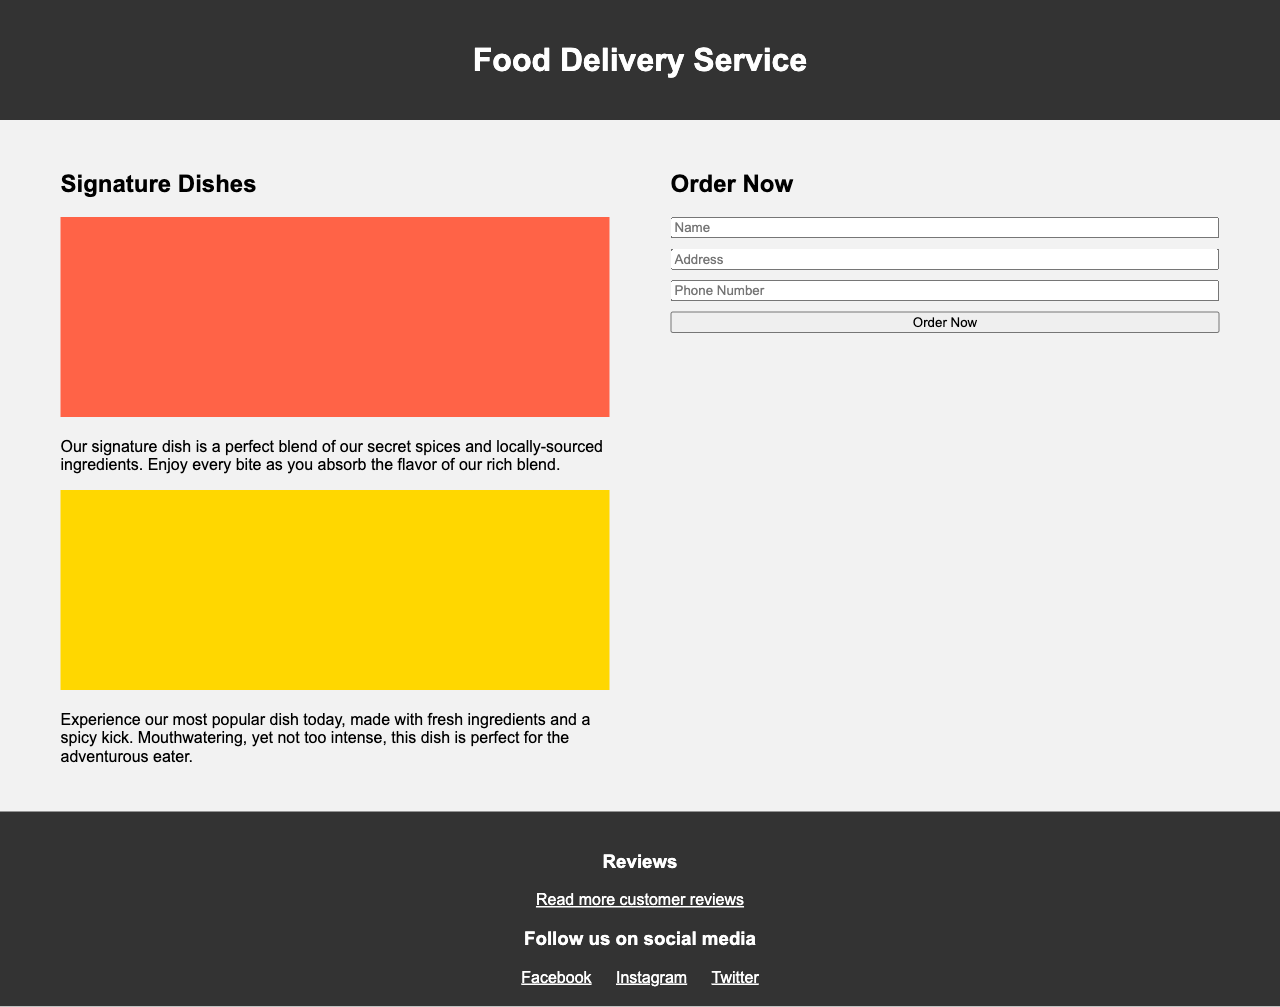 Food Delivery Service
Signature Dishes
Our signature dish is a perfect blend of our secret spices and locally-sourced
ingredients. Enjoy every bite as you absorb the flavor of our rich blend.
Experience our most popular dish today, made with fresh ingredients and a
spicy kick. Mouthwatering, yet not too intense, this dish is perfect for the
adventurous eater.
Order Now
Name
Address
Phone Number
Order Now
Reviews
Read more customer reviews
Follow us on social media
Facebook Instagram Twitter